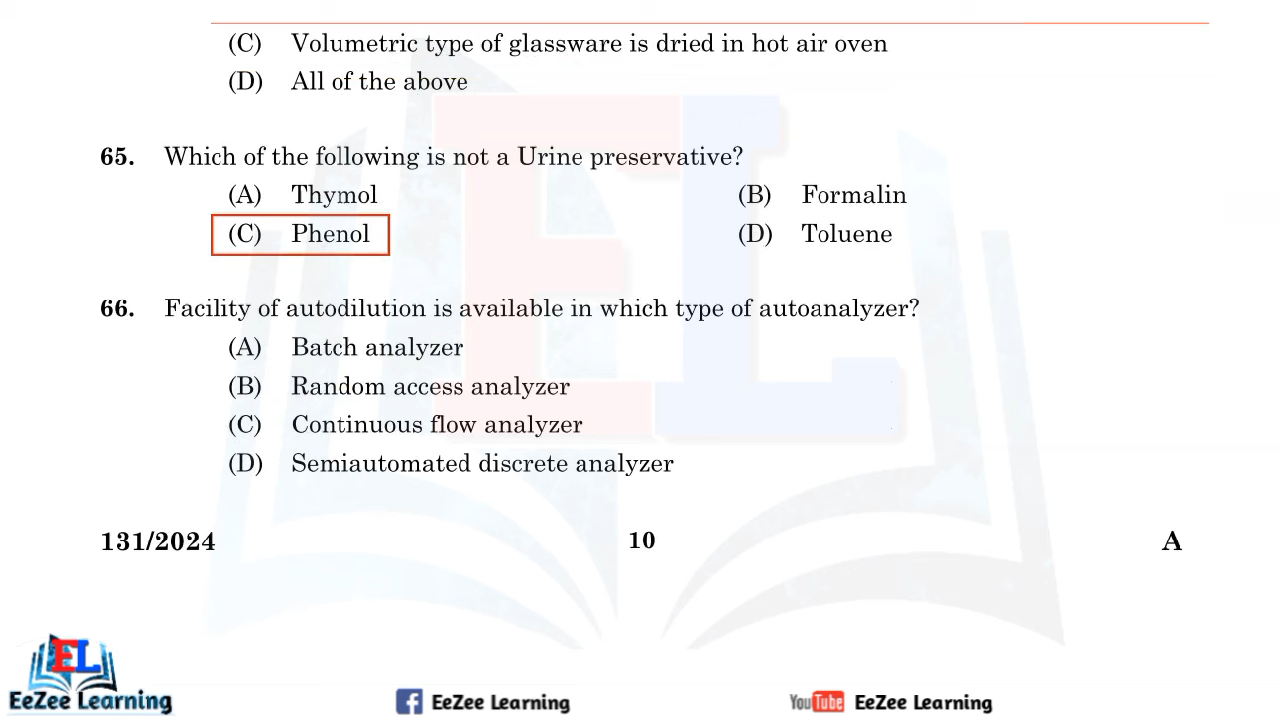 (C) Volumetric type of glassware is dried in hot air oven
(D) All of the above
65. Which of the following is not a Urine preservative?
(A) Thymol (B) Formalin
(C) Phenol (D) Toluene
66. Facility of autodilution is available in which type of autoanalyzer?
(A) Batch analyzer
(B) Random access analyzer
(C) Continuous flow analyzer
(D) Semiautomated discrete analyzer
131/2024 10 A
EL
EL
EeZee Learning EeZee Learning YouTube EeZee Learning